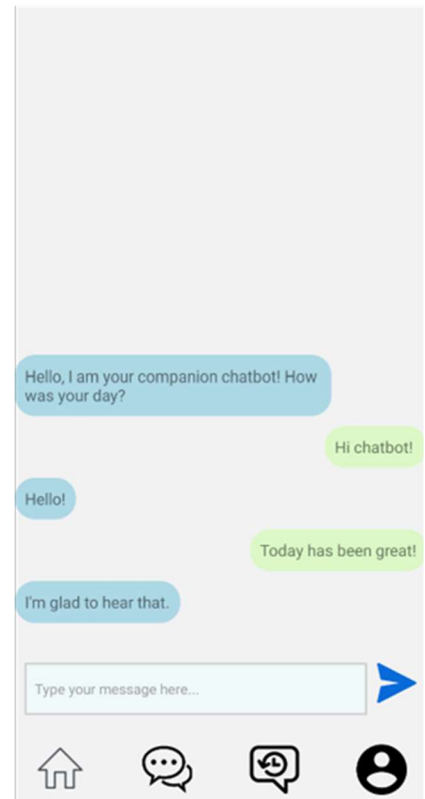 Hello, I am your companion chatbot! How
was your day?
Hi chatbot!
Hello!
Today has been great!
I'm glad to hear that.
Type your message here...